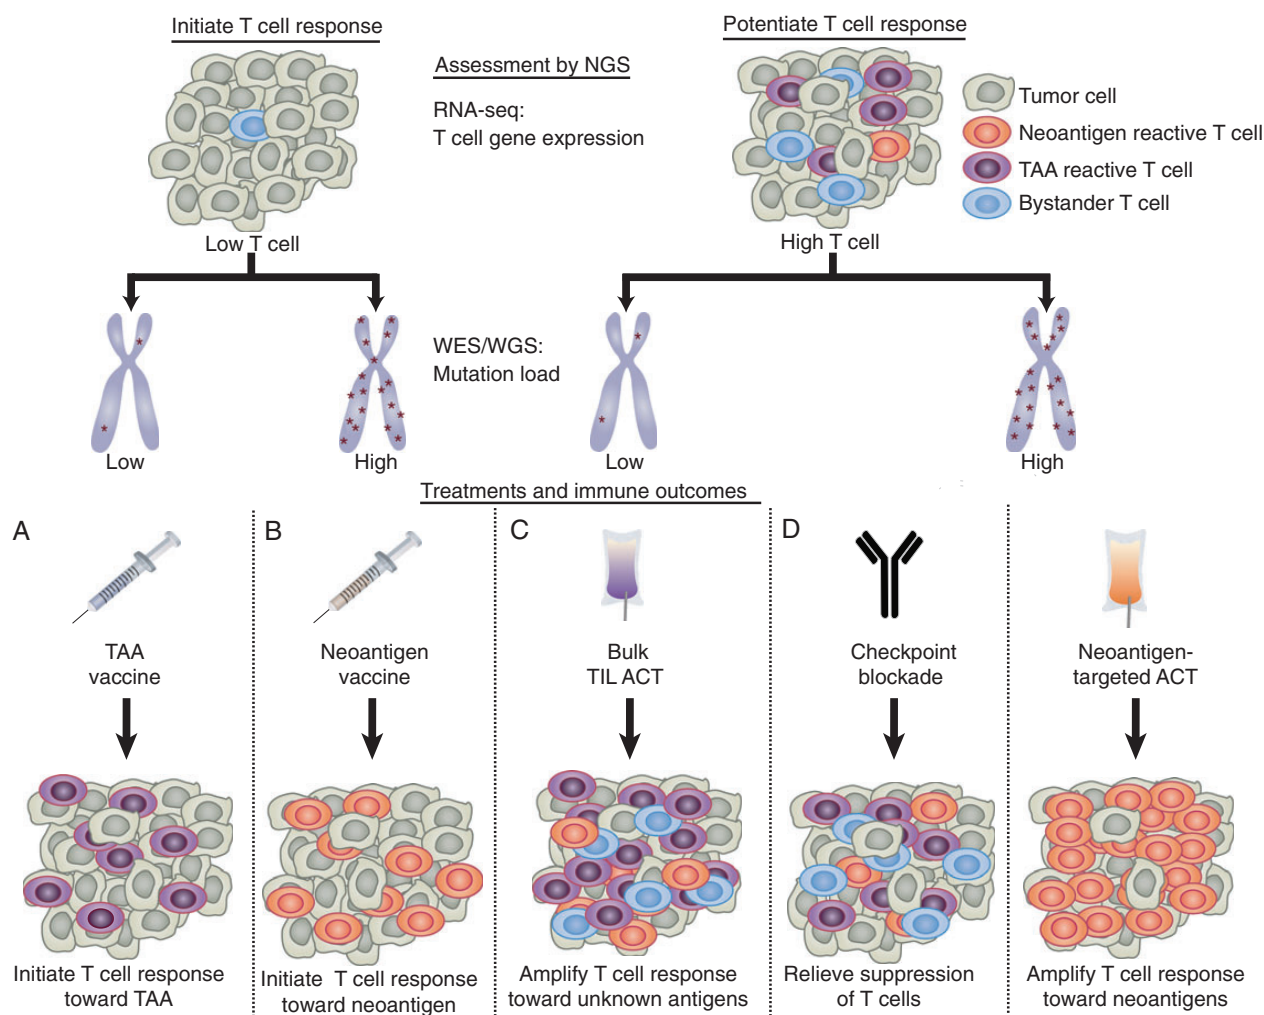 Initiate T cell response
Assessment by NGS
RNA-seq:
T cell gene expression
Potentiate T cell response
Tumor cell
Neoantigen reactive T cell
TAA reactive T cell
Bystander T cell
Low T cell
High T cell
WES/WGS:
Mutation load
Low
High
Low
High
Treatments and immune outcomes
A
TAA
vaccine
Initiate T cell response
toward TAA
B
Neoantigen
vaccine
Initiate T cell response
toward neoantigen
C
Bulk
TIL ACT
Amplify T cell response
toward unknown antigens
D
Checkpoint
blockade
Relieve suppression
of T cells
Neoantigen-
targeted ACT
Amplify T cell response
toward neoantigens